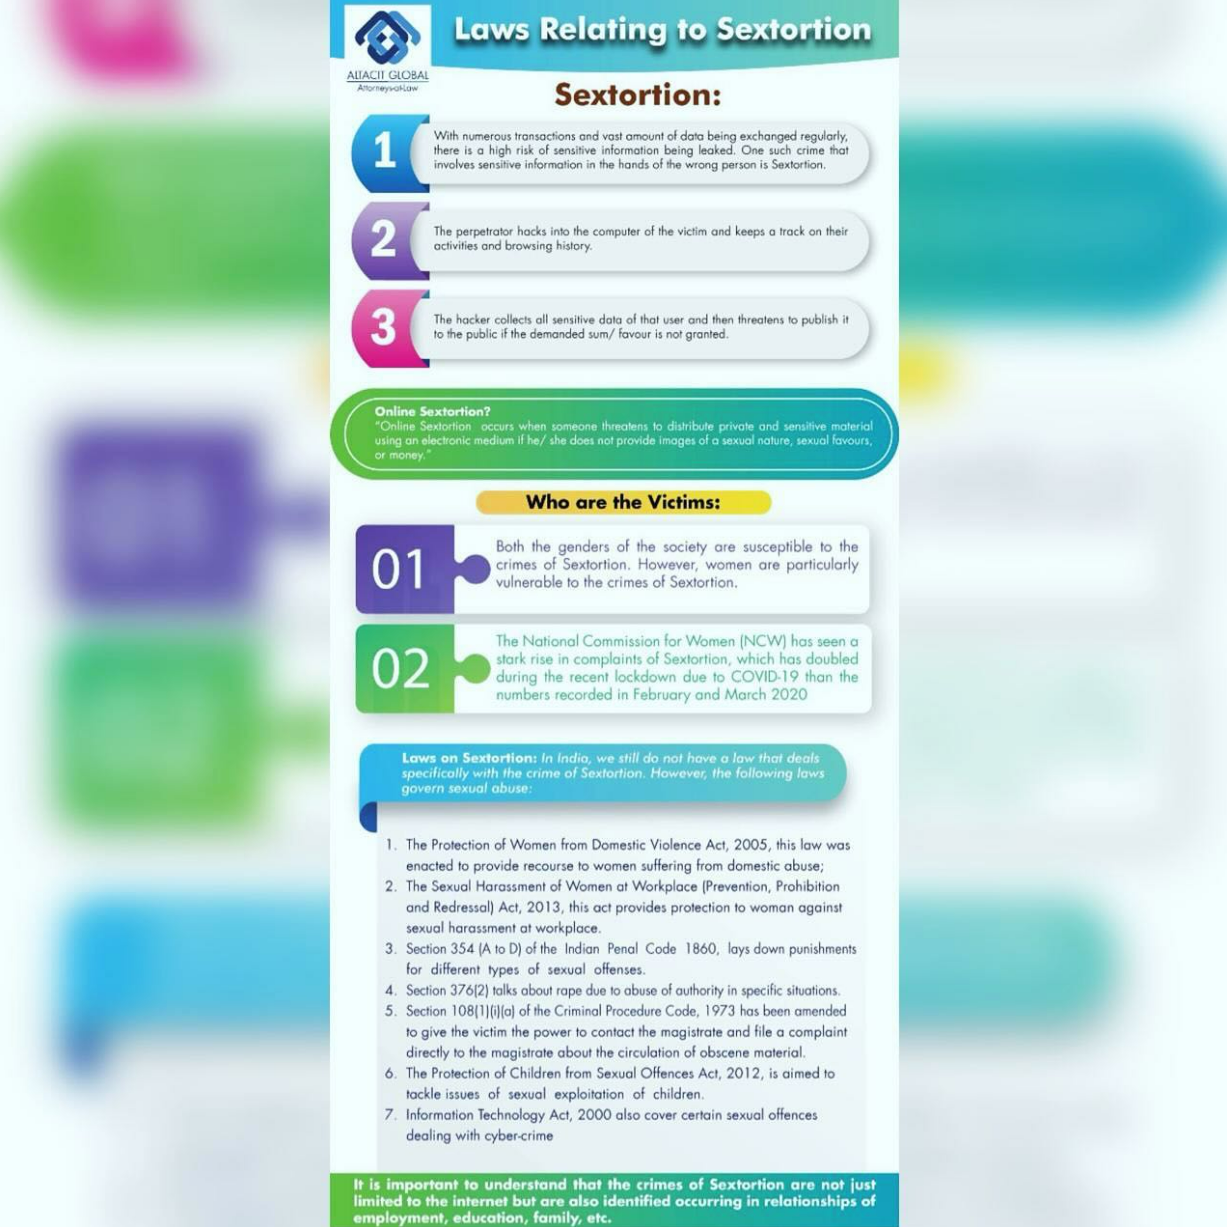 Laws Relating to Sextortion
ALTACIT GLOBAL
Attorneys-at-Law
Sextortion:
1
With numerous transactions and vast amount of data being exchanged regularly,
there is a high risk of sensitive information being leaked. One such crime that
involves sensitive information in the hands of the wrong person is Sextortion.
2
The perpetrator hacks into the computer of the victim and keeps a track on their
activities and browsing history.
3
The hacker collects all sensitive data of that user and then threatens to publish it
to the public if the demanded sum/ favour is not granted.
Online Sextortion?
"Online Sextortion occurs when someone threatens to distribute private and sensitive material
using an electronic medium if he/ she does not provide images of a sexual nature, sexual favours,
or money."
Who are the Victims:
01
Both the genders of the society are susceptible to the
crimes of Sextortion. However, women are particularly
vulnerable to the crimes of Sextortion.
02
The National Commission for Women (NCW) has seen a
stark rise in complaints of Sextortion, which has doubled
during the recent lockdown due to COVID-19 than the
numbers recorded in February and March 2020
Laws on Sextortion: In India, we still do not have a law that deals
specifically with the crime of Sextortion. However, the following laws
govern sexual abuse:
1. The Protection of Women from Domestic Violence Act, 2005, this law was
enacted to provide recourse to women suffering from domestic abuse;
2. The Sexual Harassment of Women at Workplace (Prevention, Prohibition
and Redressal) Act, 2013, this act provides protection to woman against
sexual harassment at workplace.
3. Section 354 (A to D) of the Indian Penal Code 1860, lays down punishments
for different types of sexual offenses.
4. Section 376(2) talks about rape due to abuse of authority in specific situations.
5. Section 108(1)(i)(a) of the Criminal Procedure Code, 1973 has been amended
to give the victim the power to contact the magistrate and file a complaint
directly to the magistrate about the circulation of obscene material.
6. The Protection of Children from Sexual Offences Act, 2012, is aimed to
tackle issues of sexual exploitation of children.
7. Information Technology Act, 2000 also cover certain sexual offences
dealing with cyber-crime
It is important to understand that the crimes of Sextortion are not just
limited to the internet but are also identified occurring in relationships of
employment, education, family, etc.